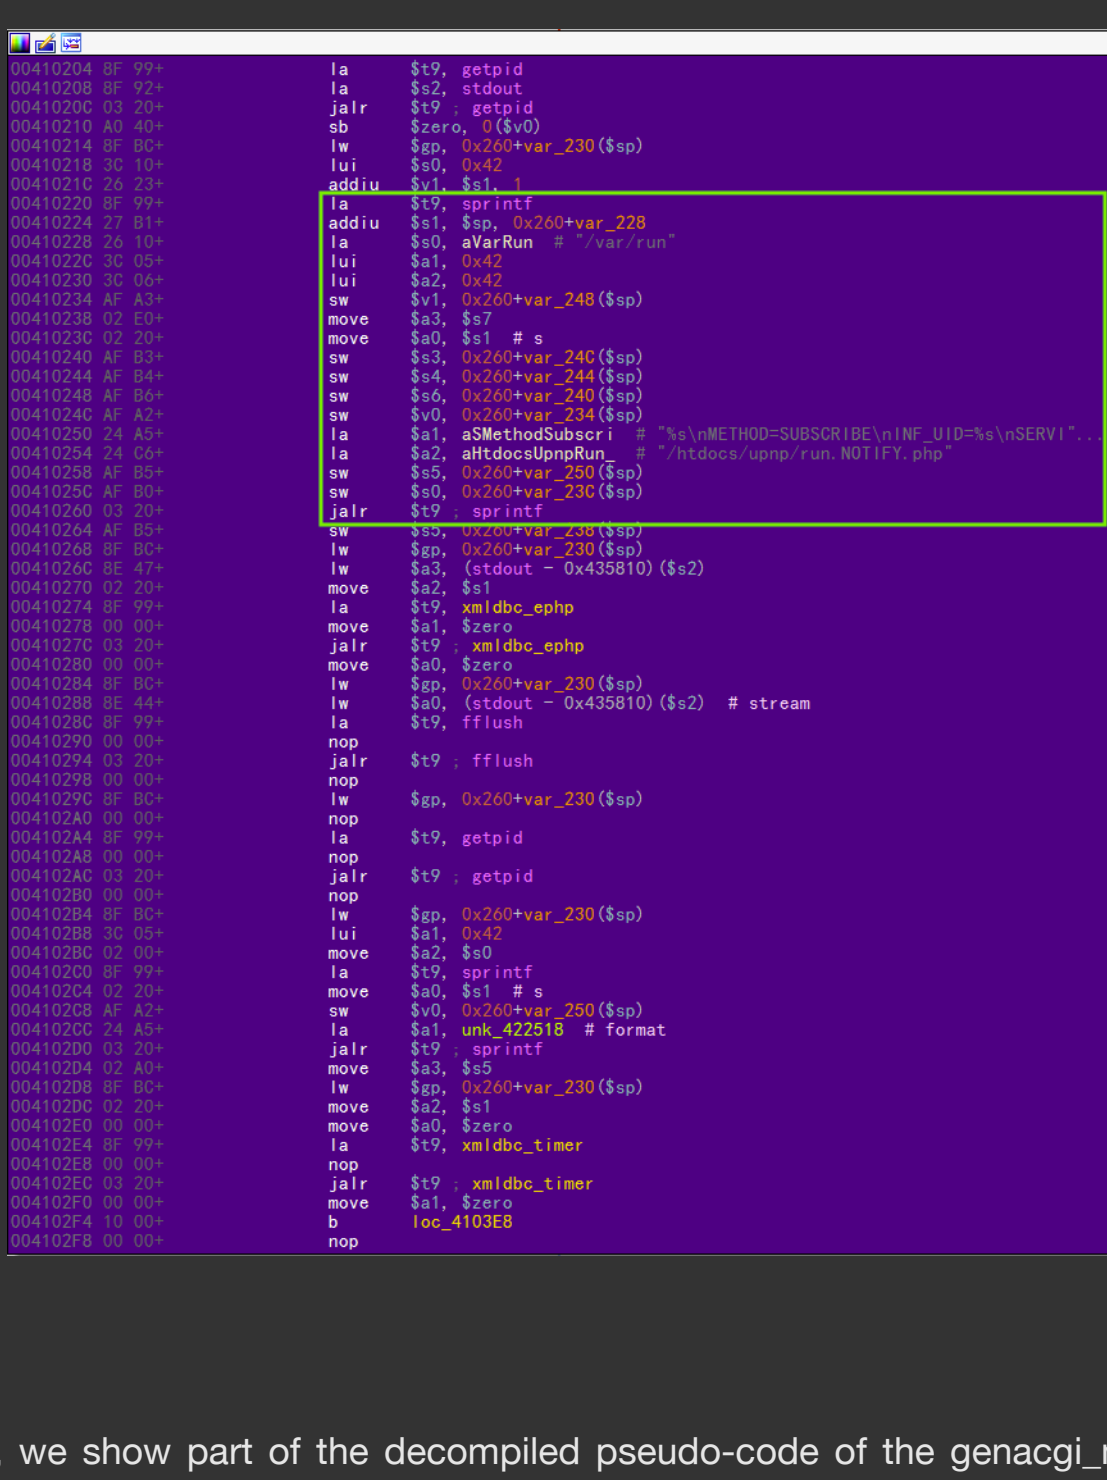 00410204 8F 99+ la $t9, getpid
00410208 8F 92+ la $s2, stdout
0041020C 03 20+ jalr $t9 ; getpid
00410210 A0 40+ sb $zero, 0($v0)
00410214 8F BC+ lw $gp, 0x260+var_230($sp)
00410218 3C 10+ lui $s0, 0x42
0041021C 26 23+ addiu $v1, $s1, 1
00410220 8F 99+ la $t9, sprintf
00410224 27 B1+ addiu $s1, $sp, 0x260+var_228
00410228 26 10+ la $s0, aVarRun # "/var/run"
0041022C 3C 05+ lui $a1, 0x42
00410230 3C 06+ lui $a2, 0x42
00410234 AF A3+ sw $v1, 0x260+var_248($sp)
00410238 02 E0+ move $a3, $s7
0041023C 02 20+ move $a0, $s1 # s
00410240 AF B3+ sw $s3, 0x260+var_24C($sp)
00410244 AF B4+ sw $s4, 0x260+var_244($sp)
00410248 AF B6+ sw $s6, 0x260+var_240($sp)
0041024C AF A2+ sw $v0, 0x260+var_234($sp)
00410250 24 A5+ la $a1, aSMethodSubscri # "%s\nMETHOD=SUBSCRIBE\nINF_UID=%s\nSERVI"...
00410254 24 C6+ la $a2, aHtdocsUpnpRun_ # "/htdocs/upnp/run.NOTIFY.php"
00410258 AF B5+ sw $s5, 0x260+var_250($sp)
0041025C AF B0+ sw $s0, 0x260+var_23C($sp)
00410260 03 20+ jalr $t9 ; sprintf
00410264 AF B5+ sw $s5, 0x260+var_238($sp)
00410268 8F BC+ lw $gp, 0x260+var_230($sp)
0041026C 8E 47+ lw $a3, (stdout - 0x435810)($s2)
00410270 02 20+ move $a2, $s1
00410274 8F 99+ la $t9, xmldbc_ephp
00410278 00 00+ move $a1, $zero
0041027C 03 20+ jalr $t9 ; xmldbc_ephp
00410280 00 00+ move $a0, $zero
00410284 8F BC+ lw $gp, 0x260+var_230($sp)
00410288 8E 44+ lw $a0, (stdout - 0x435810)($s2) # stream
0041028C 8F 99+ la $t9, fflush
00410290 00 00+ nop
00410294 03 20+ jalr $t9 ; fflush
00410298 00 00+ nop
0041029C 8F BC+ lw $gp, 0x260+var_230($sp)
004102A0 00 00+ nop
004102A4 8F 99+ la $t9, getpid
004102A8 00 00+ nop
004102AC 03 20+ jalr $t9 ; getpid
004102B0 00 00+ nop
004102B4 8F BC+ lw $gp, 0x260+var_230($sp)
004102B8 3C 05+ lui $a1, 0x42
004102BC 02 00+ move $a2, $s0
004102C0 8F 99+ la $t9, sprintf
004102C4 02 20+ move $a0, $s1 # s
004102C8 AF A2+ sw $v0, 0x260+var_250($sp)
004102CC 24 A5+ la $a1, unk_422518 # format
004102D0 03 20+ jalr $t9 ; sprintf
004102D4 02 A0+ move $a3, $s5
004102D8 8F BC+ lw $gp, 0x260+var_230($sp)
004102DC 02 20+ move $a2, $s1
004102E0 00 00+ move $a0, $zero
004102E4 8F 99+ la $t9, xmldbc_timer
004102E8 00 00+ nop
004102EC 03 20+ jalr $t9 ; xmldbc_timer
004102F0 00 00+ move $a1, $zero
004102F4 10 00+ b loc_4103E8
004102F8 00 00+ nop
, we show part of the decompiled pseudo-code of the genacgi_